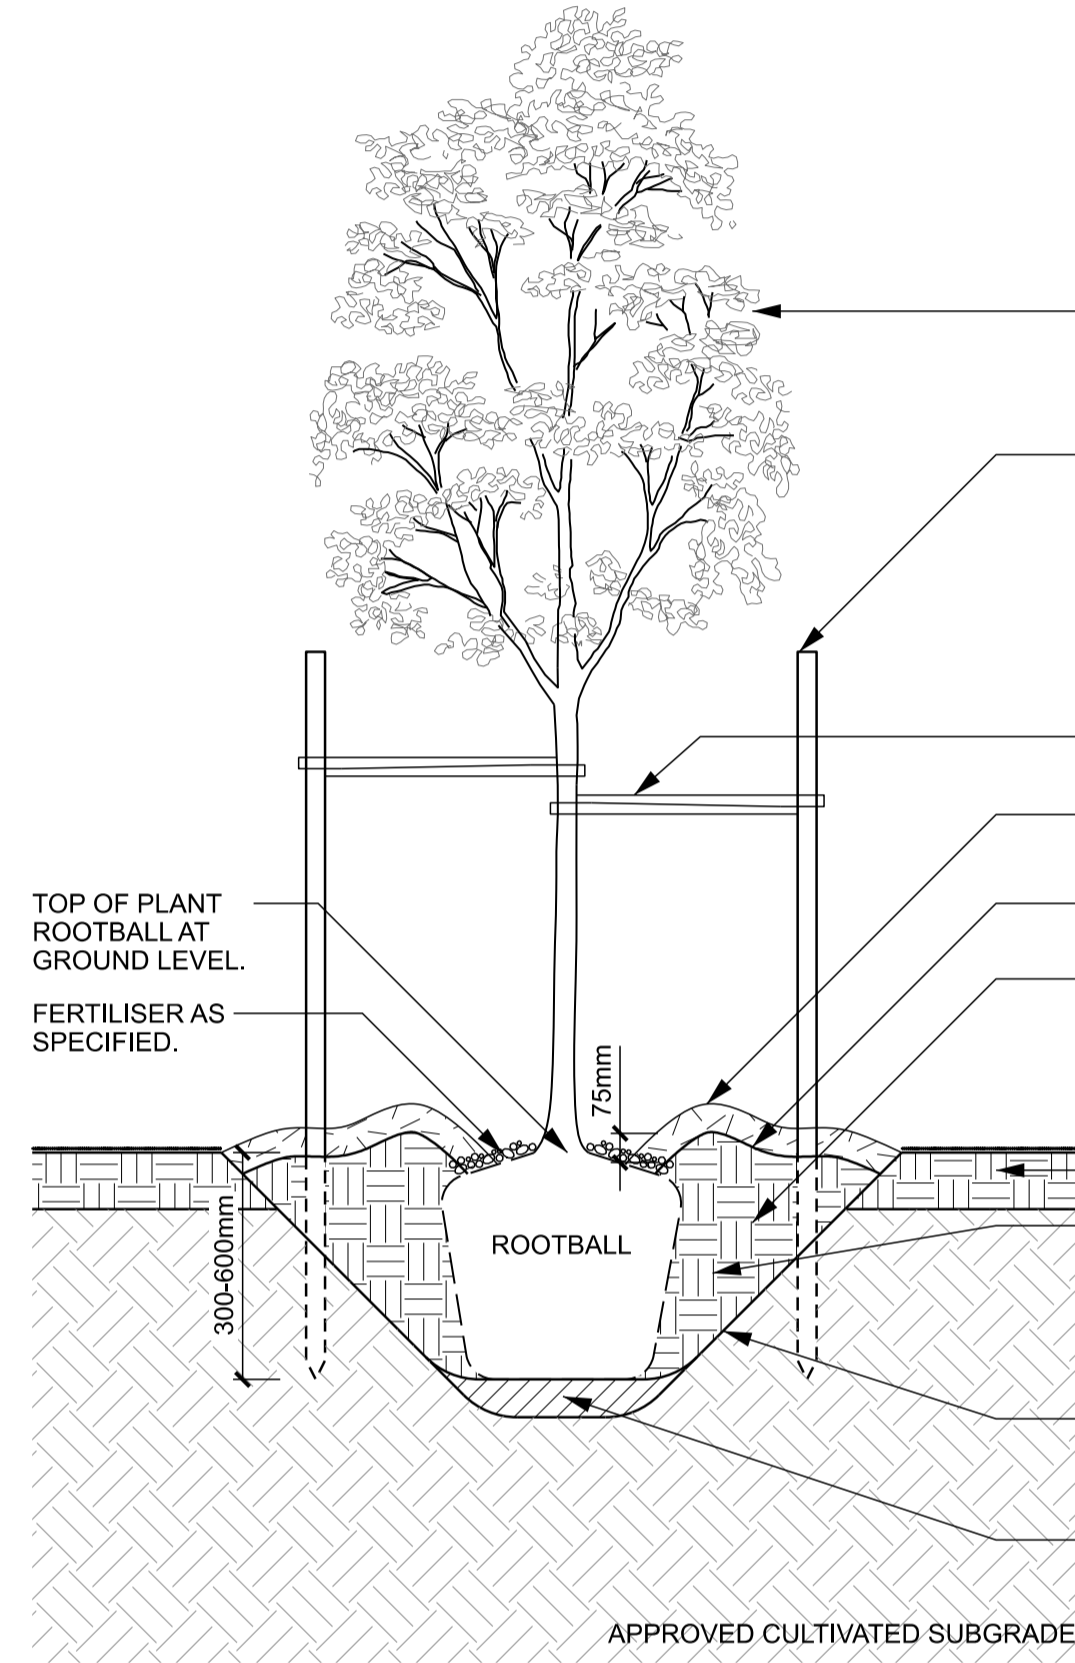 TOP OF PLANT
ROOTBALL AT
GROUND LEVEL.
FERTILISER AS
SPECIFIED.
75mm
300-600mm
ROOTBALL
APPROVED CULTIVATED SUBGRADE